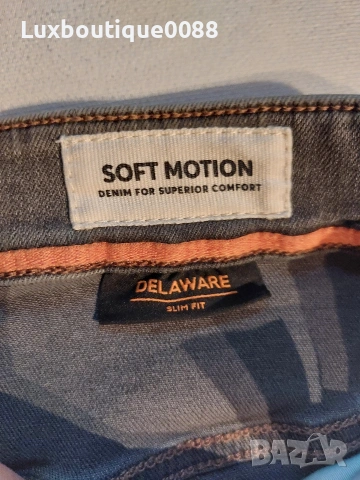 Luxboutique0088
SOFT MOTION
DENIM FOR SUPERIOR COMFORT
DELAWARE
SLIM FIT
BAZAR